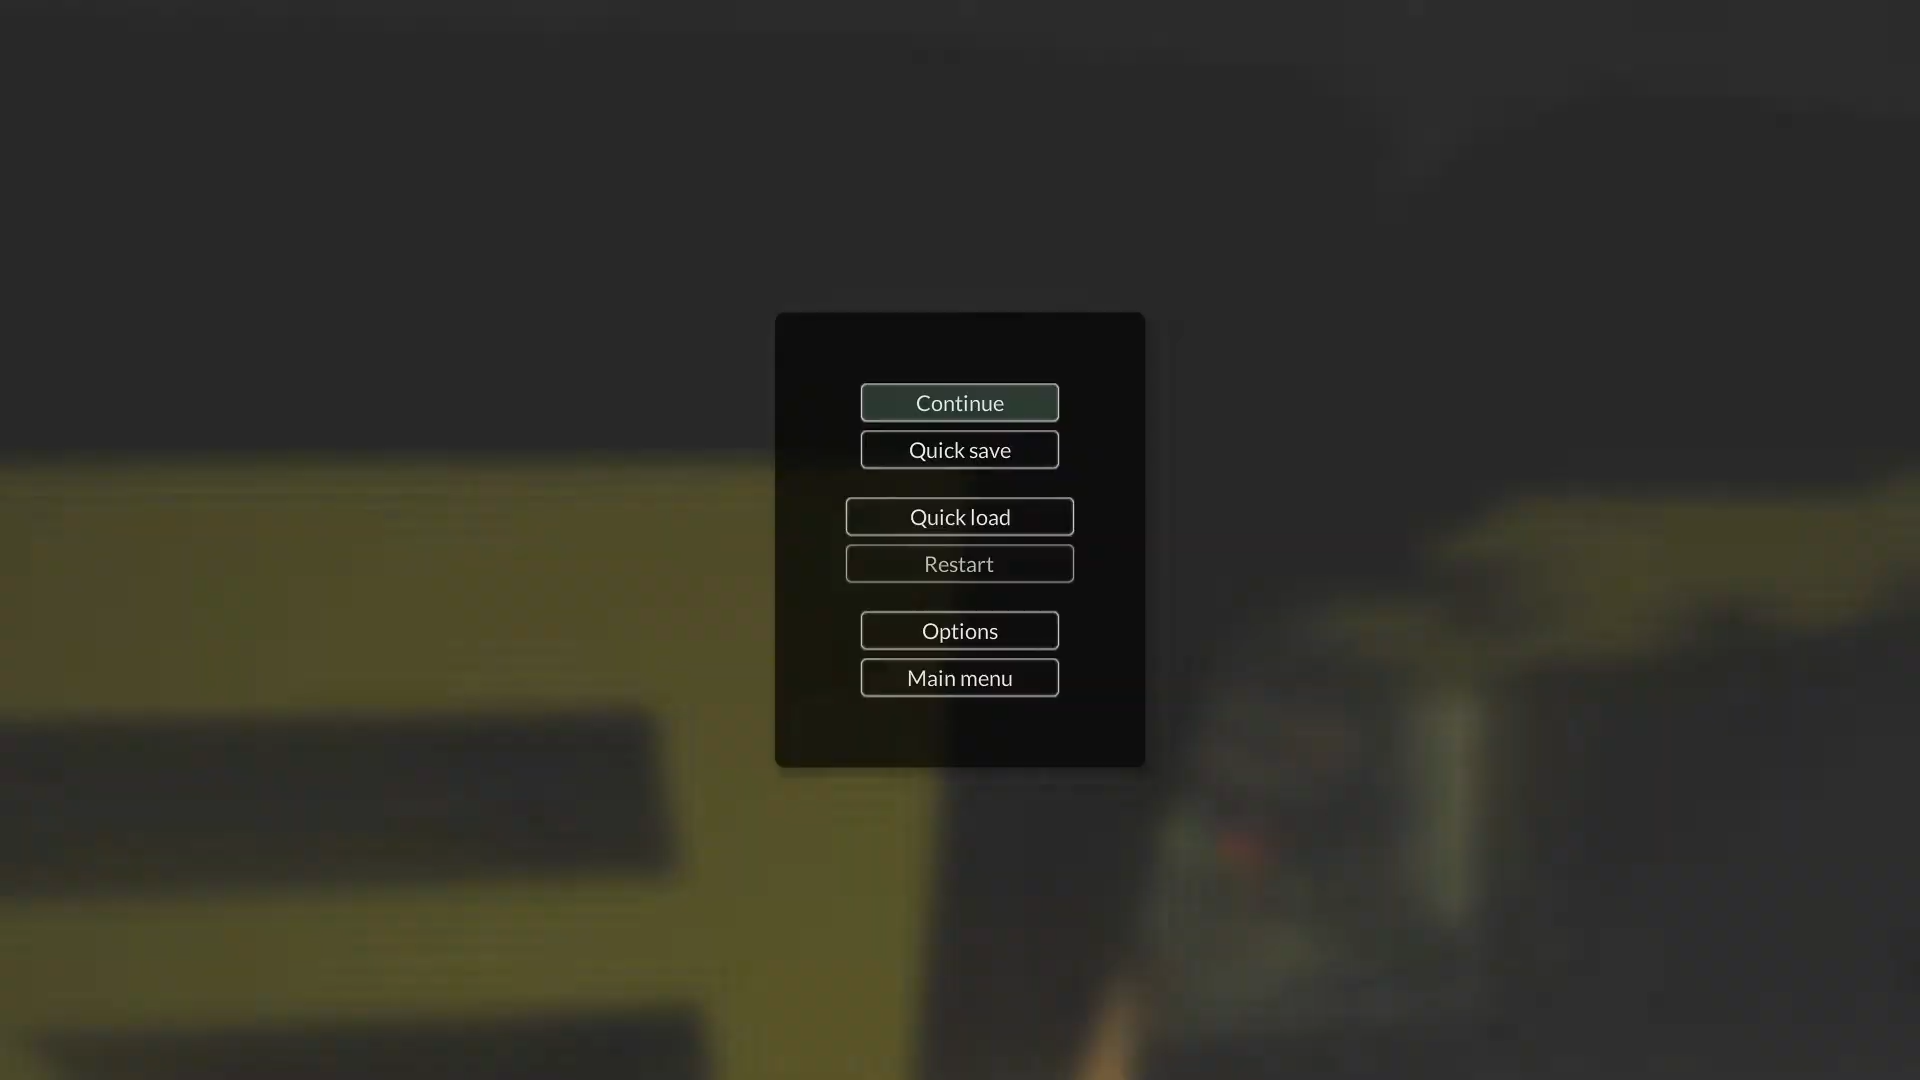 Continue
Quick save
Quick load
Restart
Options
Main menu